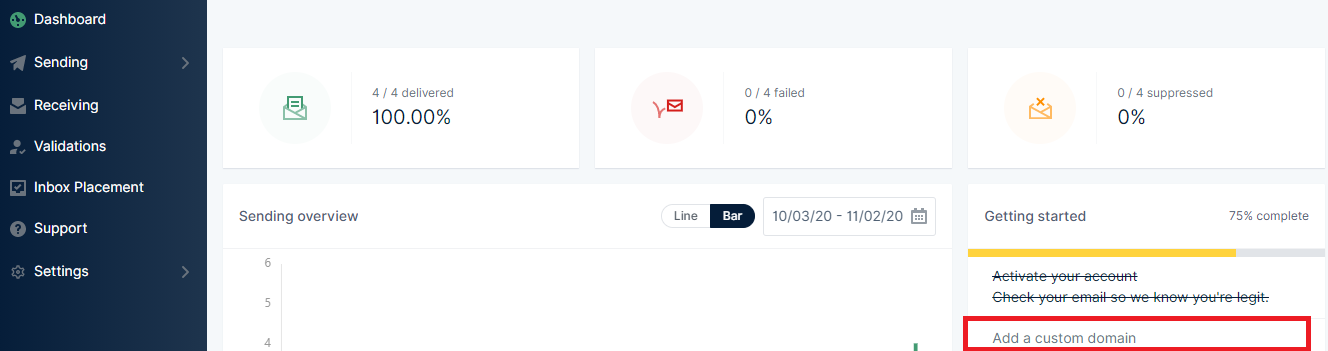 Dashboard
Sending
Receiving
Validations
Inbox Placement
Support
Settings
4 / 4 delivered
100.00%
0 / 4 failed
0%
0 / 4 suppressed
0%
Sending overview
Line
Bar
10/03/20 - 11/02/20
6
5
4
Getting started
75% complete
Activate your account
Check your email so we know you're legit.
Add a custom domain